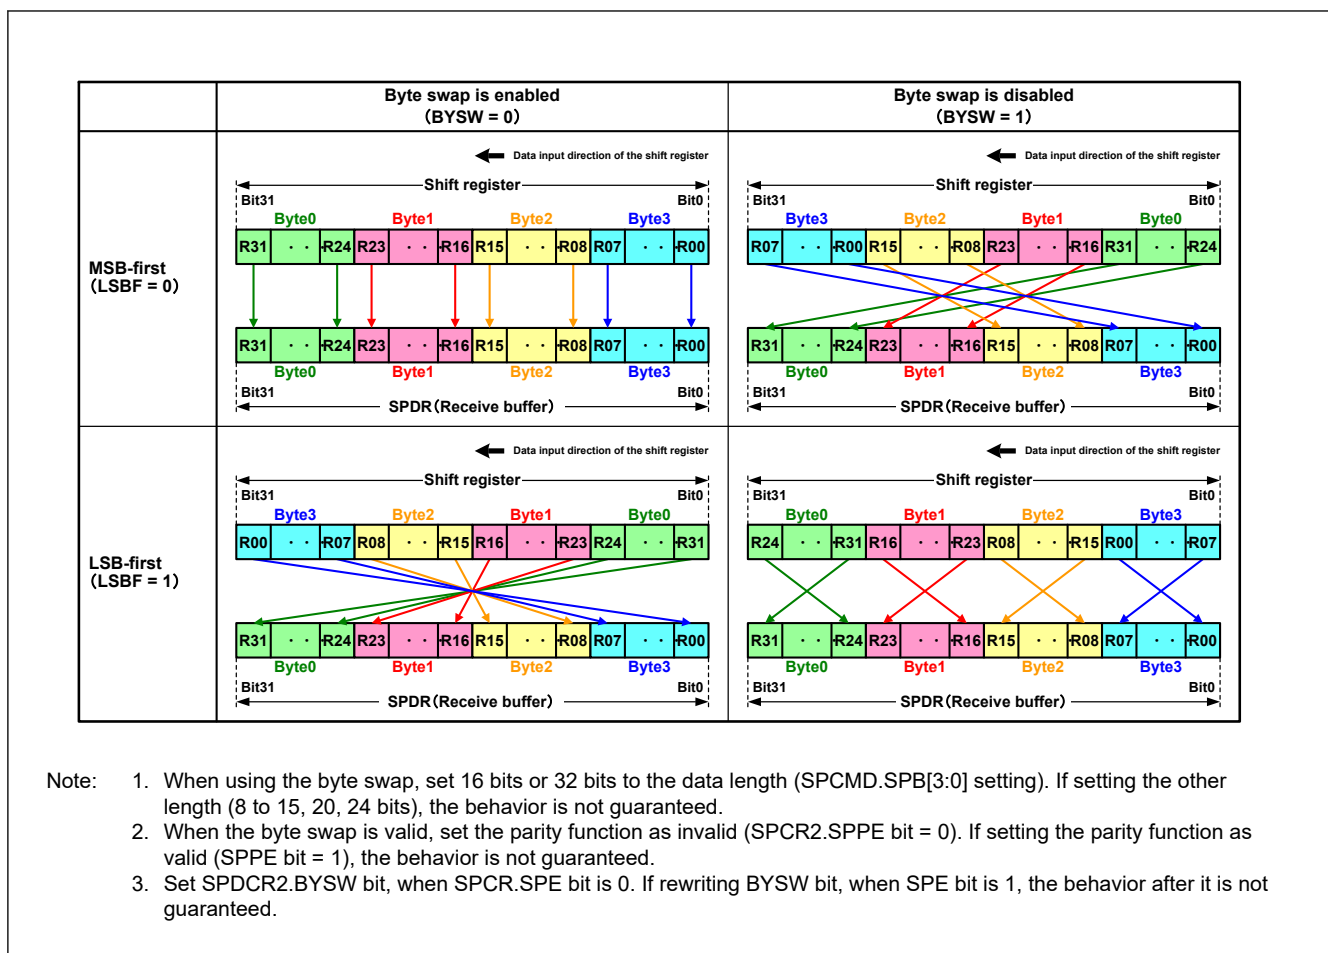 Byte swap is enabled
(BYSW = 0)
Byte swap is disabled
(BYSW = 1)
MSB-first
(LSBF = 0)
Data input direction of the shift register
Shift register
Bit31 Bit0
Byte0 Byte1 Byte2 Byte3
R31 · · R24 R23 · · R16 R15 · · R08 R07 · · R00
R31 · · R24 R23 · · R16 R15 · · R08 R07 · · R00
Byte0 Byte1 Byte2 Byte3
Bit31 Bit0
SPDR(Receive buffer)
Data input direction of the shift register
Shift register
Bit31 Bit0
Byte3 Byte2 Byte1 Byte0
R07 · · R00 R15 · · R08 R23 · · R16 R31 · · R24
R31 · · R24 R23 · · R16 R15 · · R08 R07 · · R00
Byte0 Byte1 Byte2 Byte3
Bit31 Bit0
SPDR(Receive buffer)
LSB-first
(LSBF = 1)
Data input direction of the shift register
Shift register
Bit31 Bit0
Byte3 Byte2 Byte1 Byte0
R00 · · R07 R08 · · R15 R16 · · R23 R24 · · R31
R31 · · R24 R23 · · R16 R15 · · R08 R07 · · R00
Byte0 Byte1 Byte2 Byte3
Bit31 Bit0
SPDR(Receive buffer)
Data input direction of the shift register
Shift register
Bit31 Bit0
Byte0 Byte1 Byte2 Byte3
R24 · · R31 R16 · · R23 R08 · · R15 R00 · · R07
R31 · · R24 R23 · · R16 R15 · · R08 R07 · · R00
Byte0 Byte1 Byte2 Byte3
Bit31 Bit0
SPDR(Receive buffer)
Note: 1. When using the byte swap, set 16 bits or 32 bits to the data length (SPCMD.SPB[3:0] setting). If setting the other
length (8 to 15, 20, 24 bits), the behavior is not guaranteed.
2. When the byte swap is valid, set the parity function as invalid (SPCR2.SPPE bit = 0). If setting the parity function as
valid (SPPE bit = 1), the behavior is not guaranteed.
3. Set SPDCR2.BYSW bit, when SPCR.SPE bit is 0. If rewriting BYSW bit, when SPE bit is 1, the behavior after it is not
guaranteed.